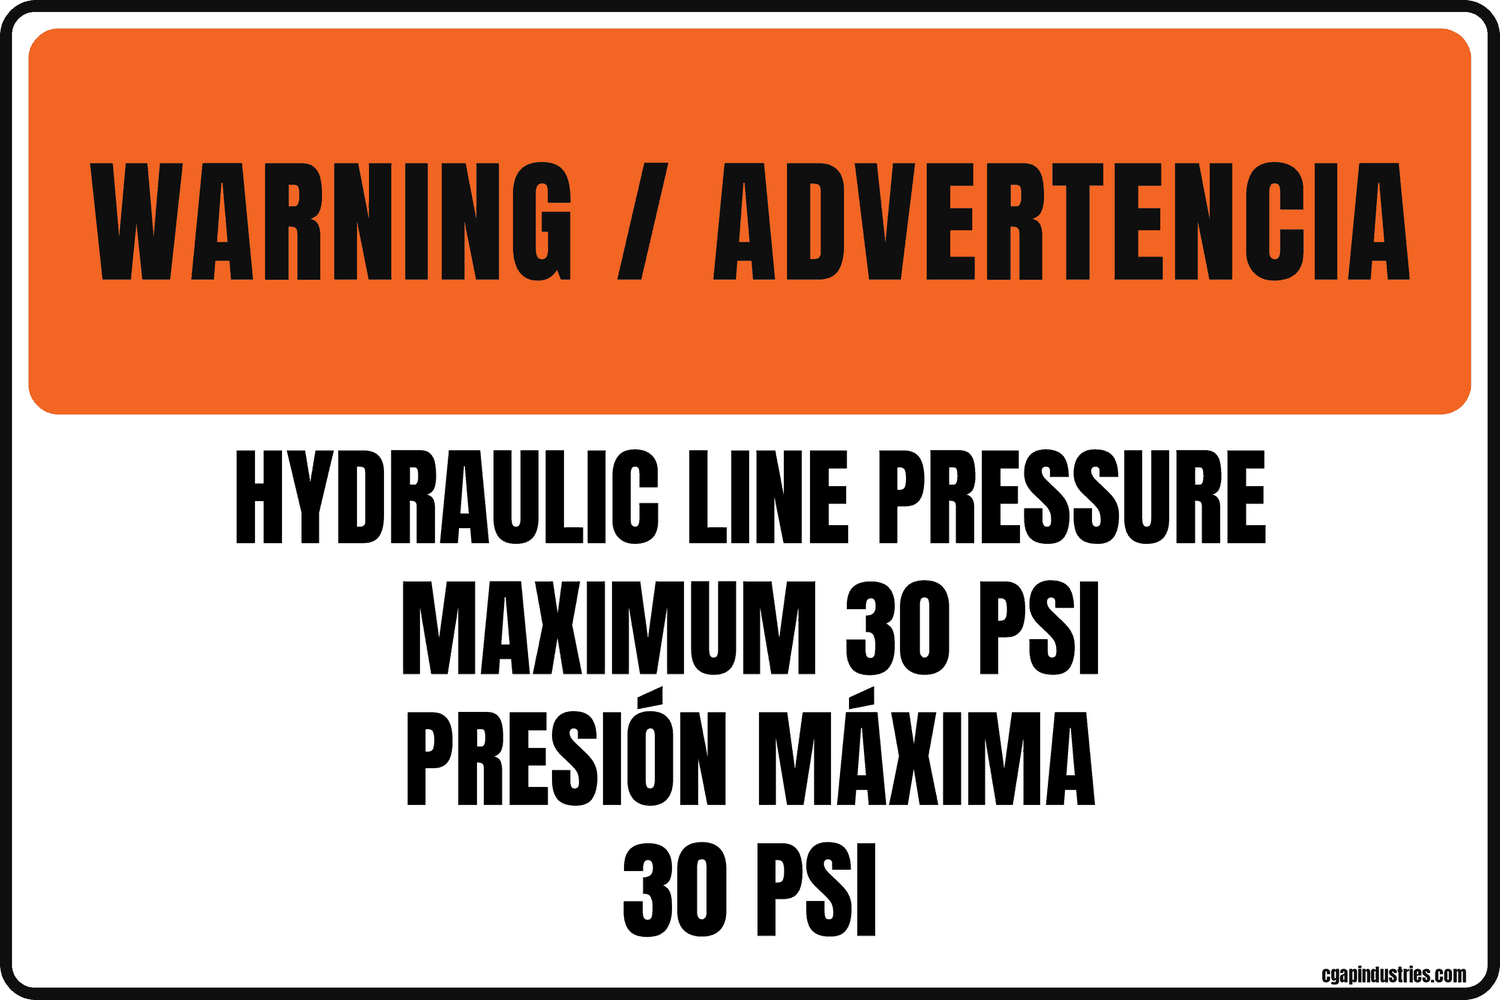 WARNING / ADVERTENCIA
HYDRAULIC LINE PRESSURE
MAXIMUM 30 PSI
PRESIÓN MÁXIMA
30 PSI
cgapindustries.com